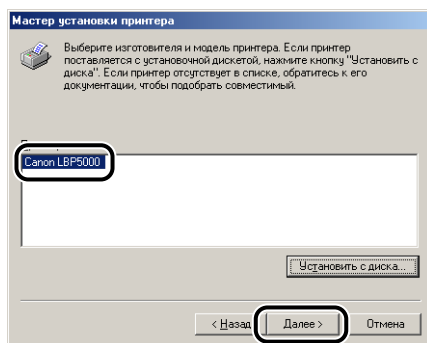 Мастер установки принтера
Выберите изготовителя и модель принтера. Если принтер
поставляется с установочной дискетой, нажмите кнопку "Установить с
диска". Если принтер отсутствует в списке, обратитесь к его
документации, чтобы подобрать совместимый.
Canon LBP5000
Установить с диска...
< Назад
Далее >
Отмена